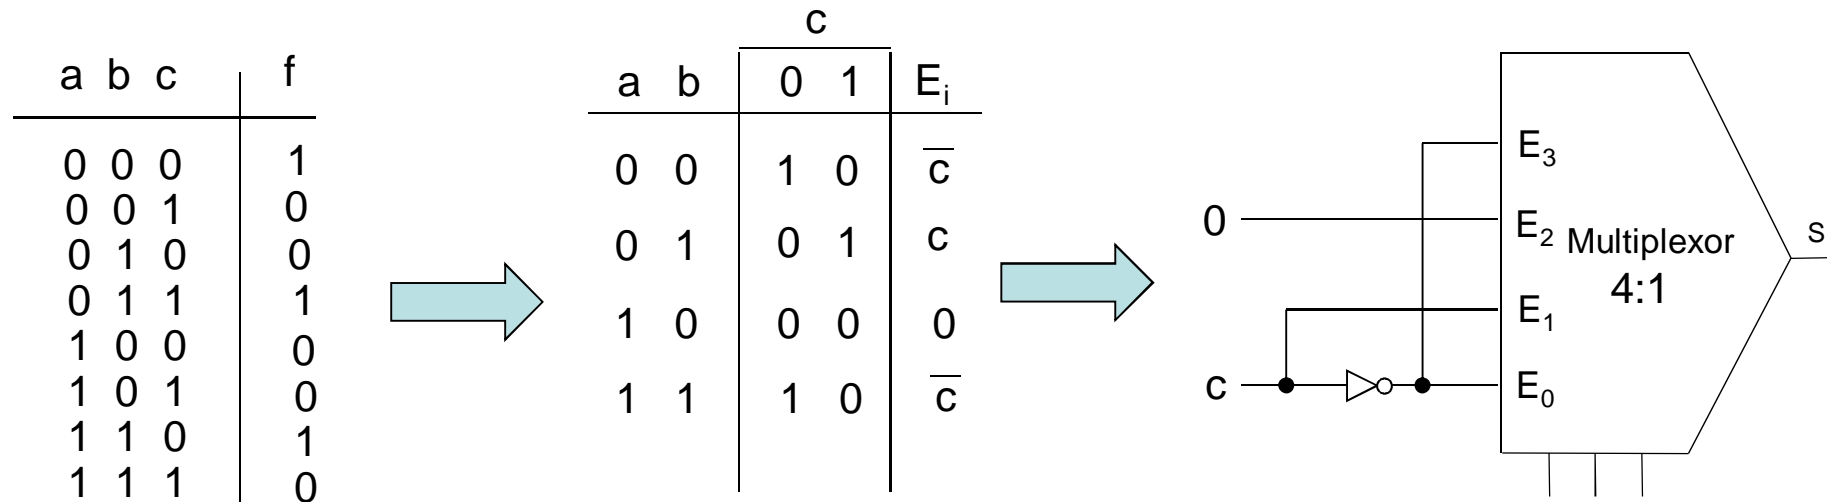 a b c f
0 0 0 1
0 0 1 0
0 1 0 0
0 1 1 1
1 0 0 0
1 0 1 0
1 1 0 1
1 1 1 0
c
a b 0 1 Eᵢ
0 0 1 0 c̅
0 1 0 1 c
1 0 0 0 0
1 1 1 0 c̅
E₃
0 E₂
Multiplexor
4:1
S
E₁
c E₀